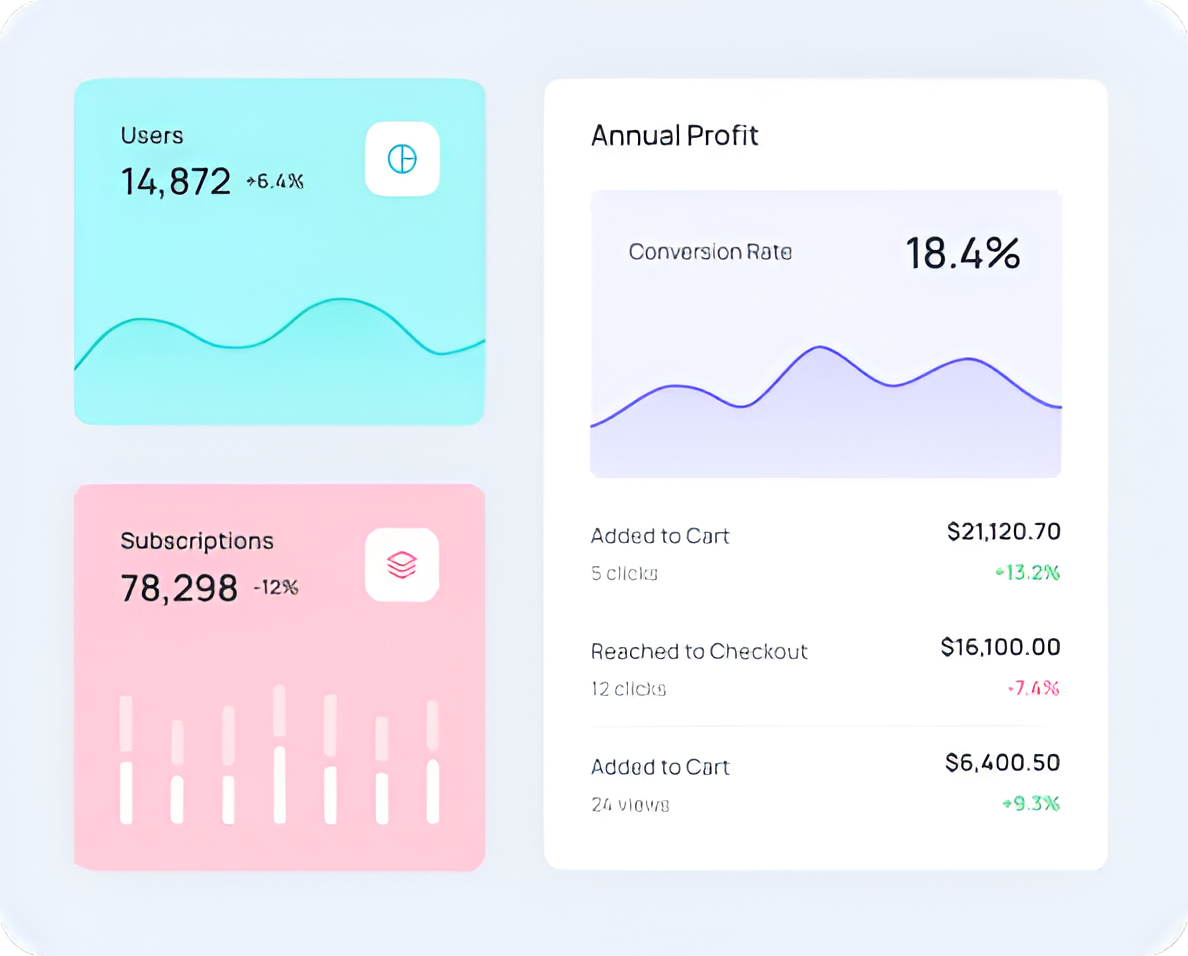 Users
14,872 +6.4%
Subscriptions
78,298 -12%
Annual Profit
Conversion Rate 18.4%
Added to Cart $21,120.70
5 clicks +13.2%
Reached to Checkout $16,100.00
12 clicks -7.4%
Added to Cart $6,400.50
24 views +9.3%